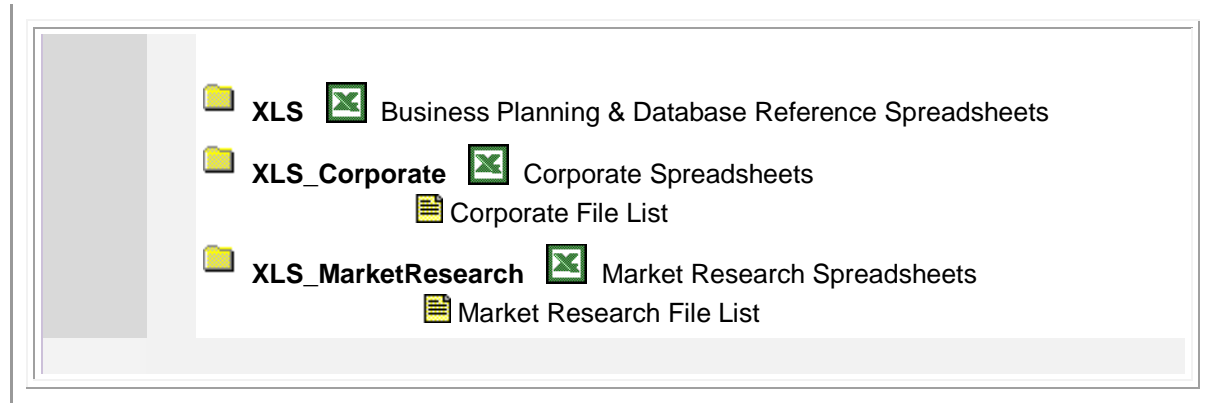 XLS Business Planning & Database Reference Spreadsheets
XLS_Corporate Corporate Spreadsheets
Corporate File List
XLS_MarketResearch Market Research Spreadsheets
Market Research File List